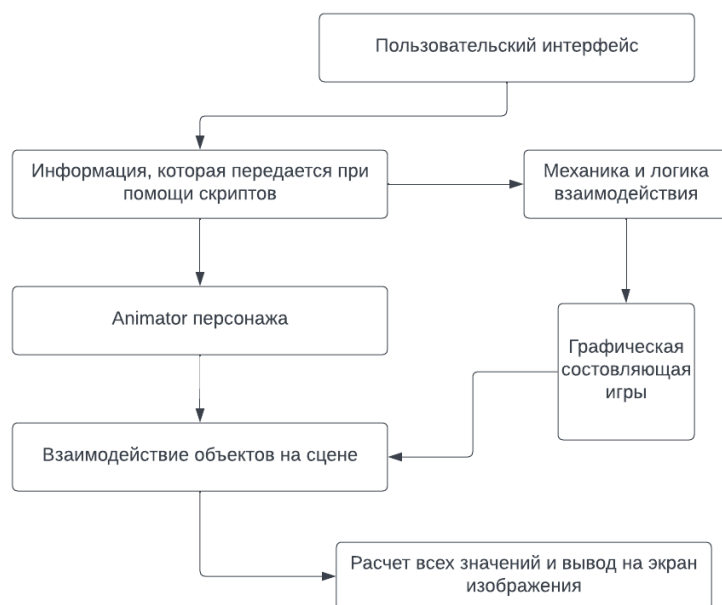 Пользовательский интерфейс
Информация, которая передается при
помощи скриптов
Механика и логика
взаимодействия
Animator персонажа
Графическая
состовляющая
игры
Взаимодействие объектов на сцене
Расчет всех значений и вывод на экран
изображения